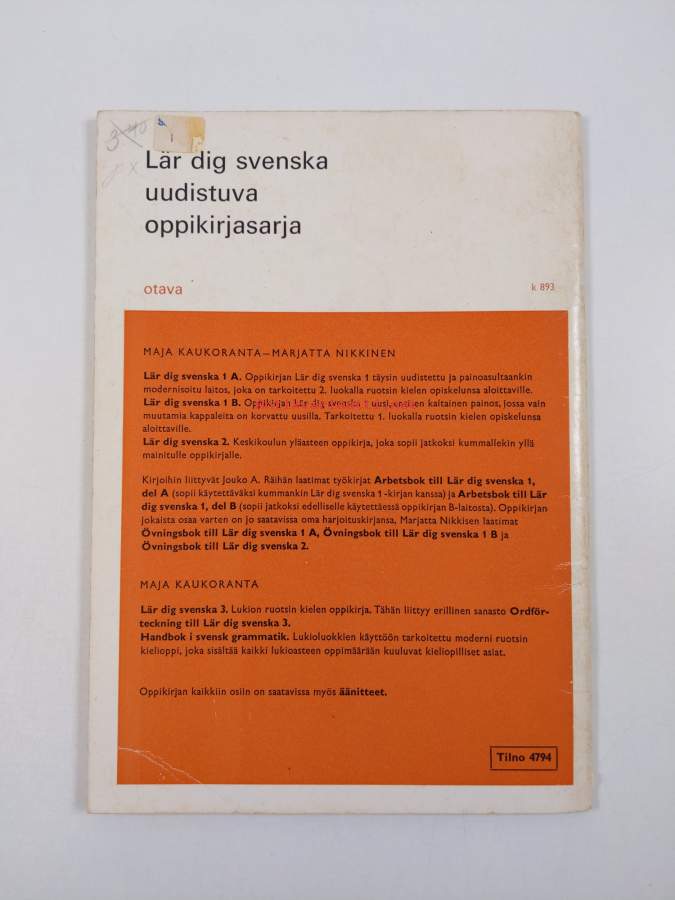 3 40
Lär dig svenska
uudistuva
oppikirjasarja
otava
k 893
MAJA KAUKORANTA—MARJATTA NIKKINEN
Lär dig svenska 1 A. Oppikirjan Lär dig svenska 1 täysin uudistettu ja painoasultaankin
modernisoitu laitos, joka on tarkoitettu 2. luokalla ruotsin kielen opiskelunsa aloittaville.
Lär dig svenska 1 B. Oppikirjan Lär dig svenska 1 uusi, entisen kaltainen painos, jossa vain
muutamia kappaleita on korvattu uusilla. Tarkoitettu 1. luokalla ruotsin kielen opiskelunsa
aloittaville.
Lär dig svenska 2. Keskikoulun yläasteen oppikirja, joka sopii jatkoksi kummallekin yllä
mainitulle oppikirjalle.
Kirjoihin liittyvät Jouko A. Räihän laatimat työkirjat Arbetsbok till Lär dig svenska 1,
del A (sopii käytettäväksi kummankin Lär dig svenska 1 -kirjan kanssa) ja Arbetsbok till Lär
dig svenska 1, del B (sopii jatkoksi edelliselle käytettäessä oppikirjan B-laitosta). Oppikirjan
jokaista osaa varten on jo saatavissa oma harjoituskirjansa, Marjatta Nikkisen laatimat
Övningsbok till Lär dig svenska 1 A, Övningsbok till Lär dig svenska 1 B ja
Övningsbok till Lär dig svenska 2.
MAJA KAUKORANTA
Lär dig svenska 3. Lukion ruotsin kielen oppikirja. Tähän liittyy erillinen sanasto Ordför-
teckning till Lär dig svenska 3.
Handbok i svensk grammatik. Lukioluokkien käyttöön tarkoitettu moderni ruotsin
kielioppi, joka sisältää kaikki lukioasteen oppimäärään kuuluvat kieliopilliset asiat.
Oppikirjan kaikkiin osiin on saatavissa myös äänitteet.
Tilno 4794